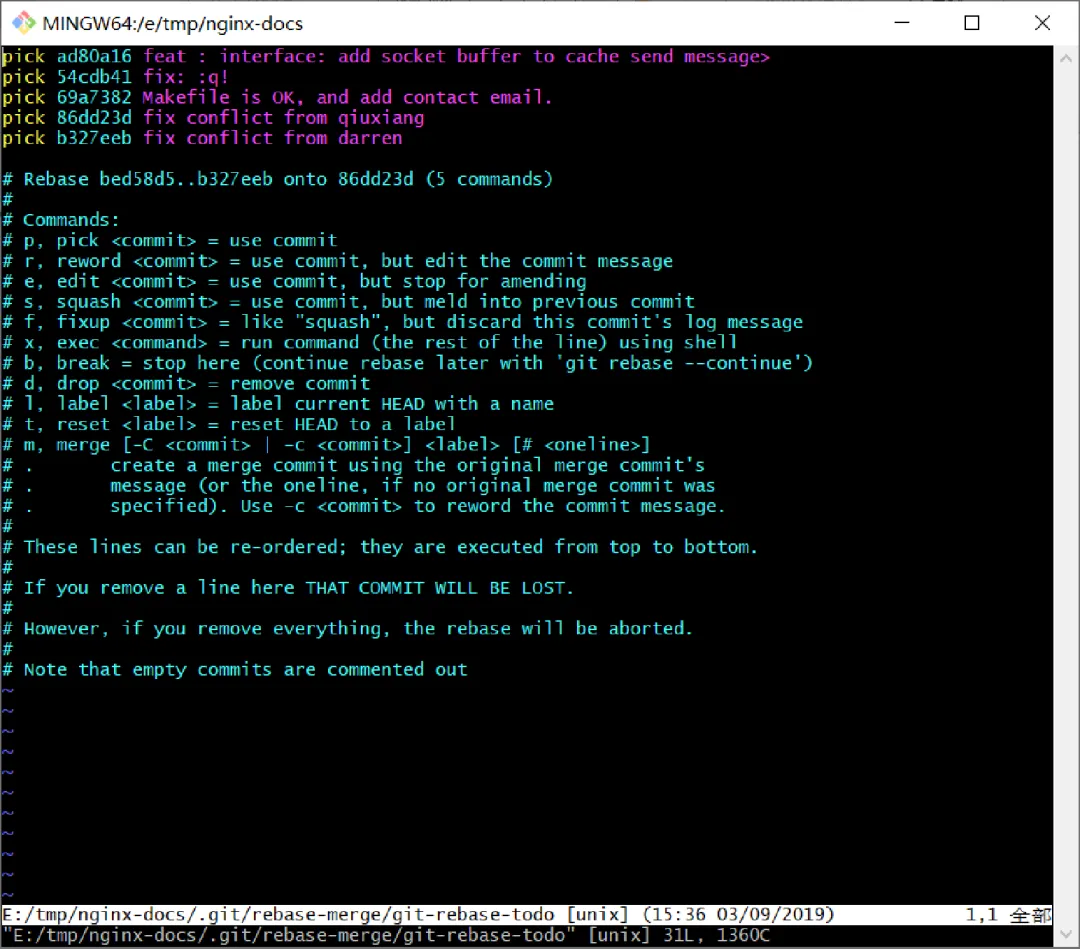 MINGW64:/e/tmp/nginx-docs
pick ad80a16 feat : interface: add socket buffer to cache send message>
pick 54cdb41 fix: :q!
pick 69a7382 Makefile is OK, and add contact email.
pick 86dd23d fix conflict from qiuxiang
pick b327eeb fix conflict from darren
# Rebase bed58d5..b327eeb onto 86dd23d (5 commands)
#
# Commands:
# p, pick <commit> = use commit
# r, reword <commit> = use commit, but edit the commit message
# e, edit <commit> = use commit, but stop for amending
# s, squash <commit> = use commit, but meld into previous commit
# f, fixup <commit> = like "squash", but discard this commit's log message
# x, exec <command> = run command (the rest of the line) using shell
# b, break = stop here (continue rebase later with 'git rebase --continue')
# d, drop <commit> = remove commit
# l, label <label> = label current HEAD with a name
# t, reset <label> = reset HEAD to a label
# m, merge [-C <commit> | -c <commit>] <label> [# <oneline>]
# .       create a merge commit using the original merge commit's
# .       message (or the oneline, if no original merge commit was
# .       specified). Use -c <commit> to reword the commit message.
#
# These lines can be re-ordered; they are executed from top to bottom.
#
# If you remove a line here THAT COMMIT WILL BE LOST.
#
# However, if you remove everything, the rebase will be aborted.
#
# Note that empty commits are commented out
~
~
~
~
~
~
~
~
~
~
~
E:/tmp/nginx-docs/.git/rebase-merge/git-rebase-todo [unix] (15:36 03/09/2019) 1,1 全部
"E:/tmp/nginx-docs/.git/rebase-merge/git-rebase-todo" [unix] 31L, 1360C